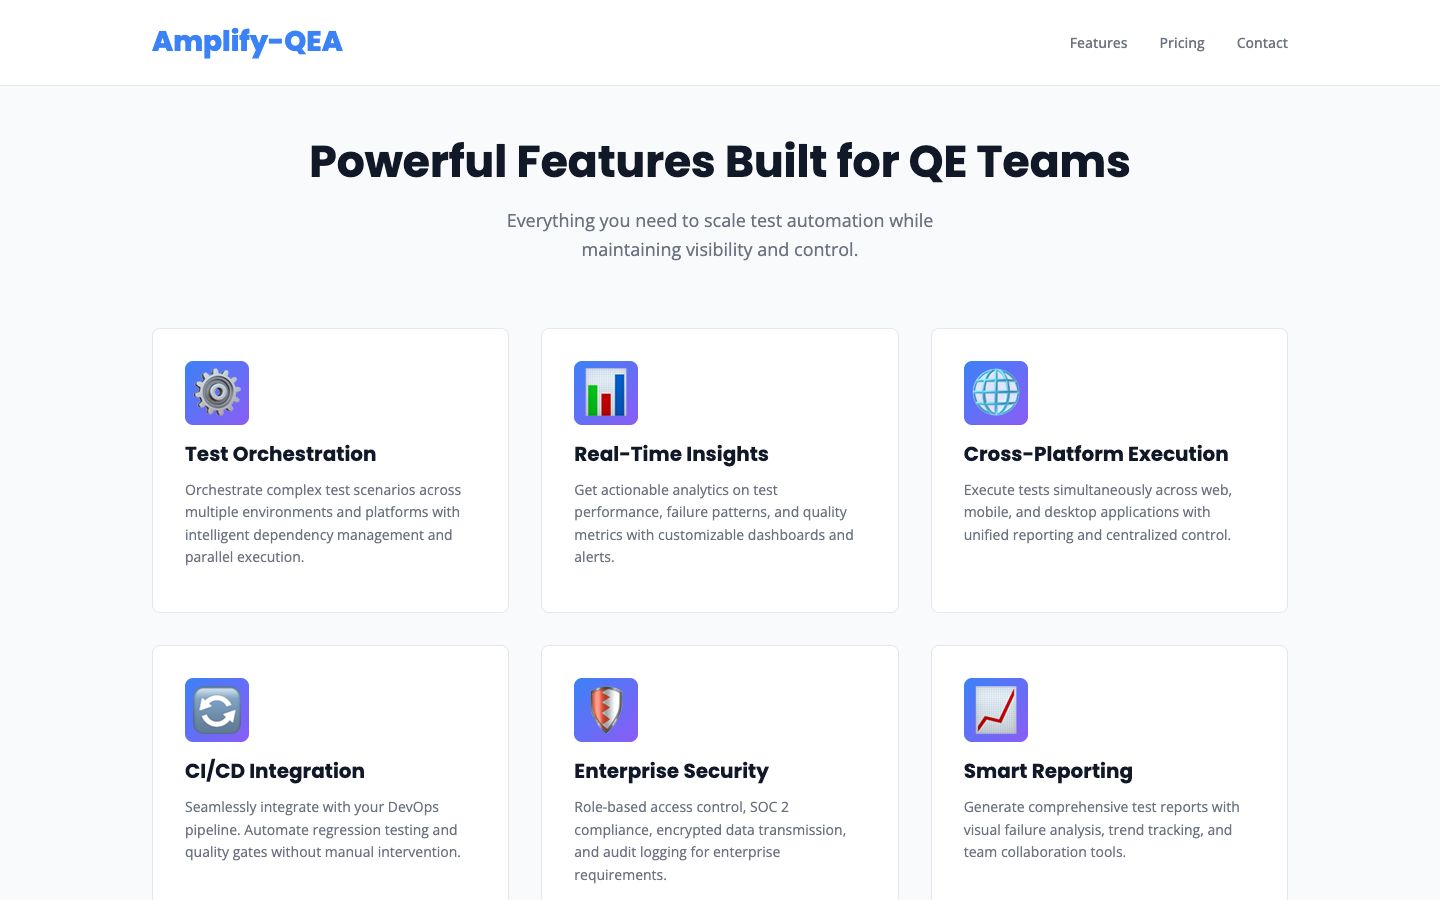 Amplify-QEA
Features
Pricing
Contact
Powerful Features Built for QE Teams
Everything you need to scale test automation while
maintaining visibility and control.
Test Orchestration
Orchestrate complex test scenarios across
multiple environments and platforms with
intelligent dependency management and
parallel execution.
Real-Time Insights
Get actionable analytics on test
performance, failure patterns, and quality
metrics with customizable dashboards and
alerts.
Cross-Platform Execution
Execute tests simultaneously across web,
mobile, and desktop applications with
unified reporting and centralized control.
CI/CD Integration
Seamlessly integrate with your DevOps
pipeline. Automate regression testing and
quality gates without manual intervention.
Enterprise Security
Role-based access control, SOC 2
compliance, encrypted data transmission,
and audit logging for enterprise
requirements.
Smart Reporting
Generate comprehensive test reports with
visual failure analysis, trend tracking, and
team collaboration tools.